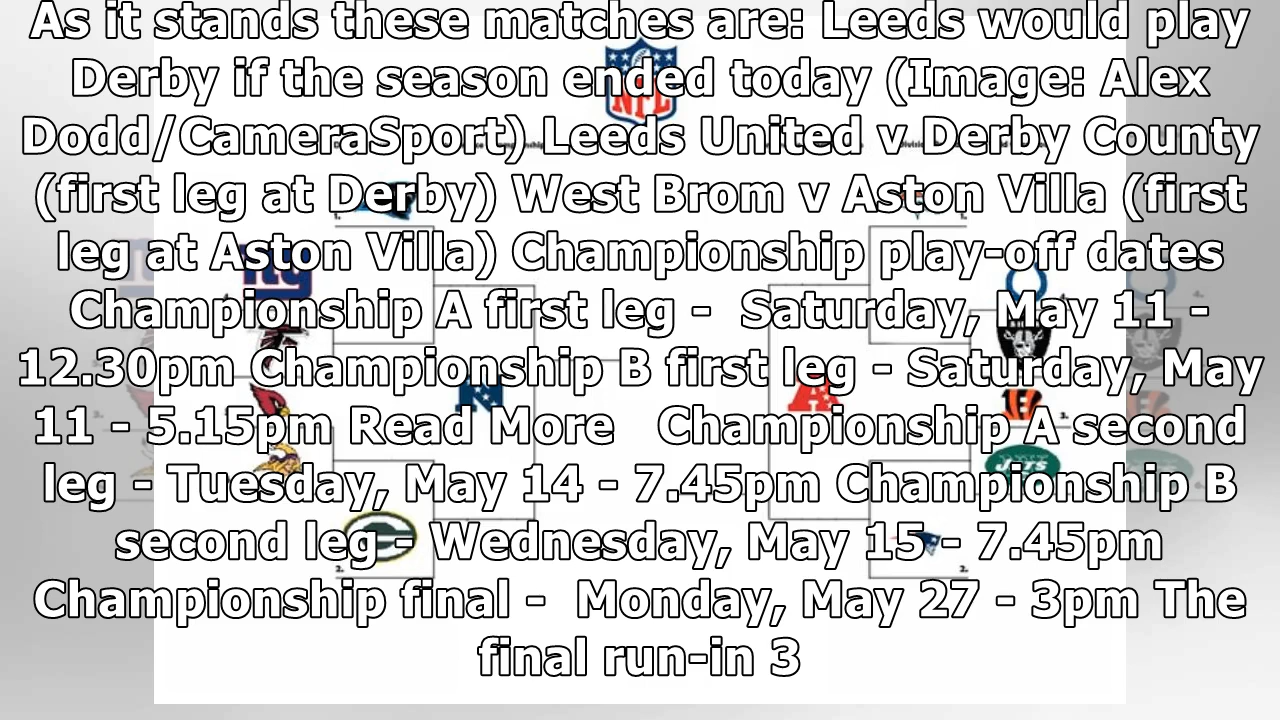 As it stands these matches are: Leeds would play
Derby if the season ended today (Image: Alex
Dodd/CameraSport) Leeds United v Derby County
(first leg at Derby) West Brom v Aston Villa (first
leg at Aston Villa) Championship play-off dates
Championship A first leg - Saturday, May 11 -
12.30pm Championship B first leg - Saturday, May
11 - 5.15pm Read More Championship A second
leg - Tuesday, May 14 - 7.45pm Championship B
second leg - Wednesday, May 15 - 7.45pm
Championship final - Monday, May 27 - 3pm The
final run-in 3
NFL
JETS